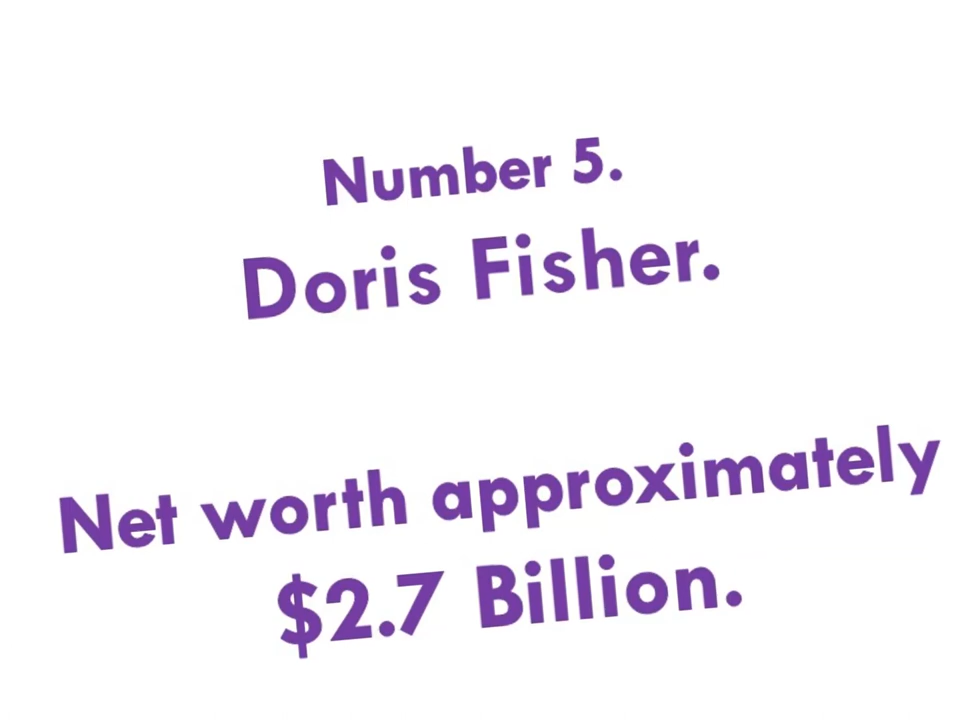 Number 5.
Doris Fisher.
Net worth approximately
$2.7 Billion.